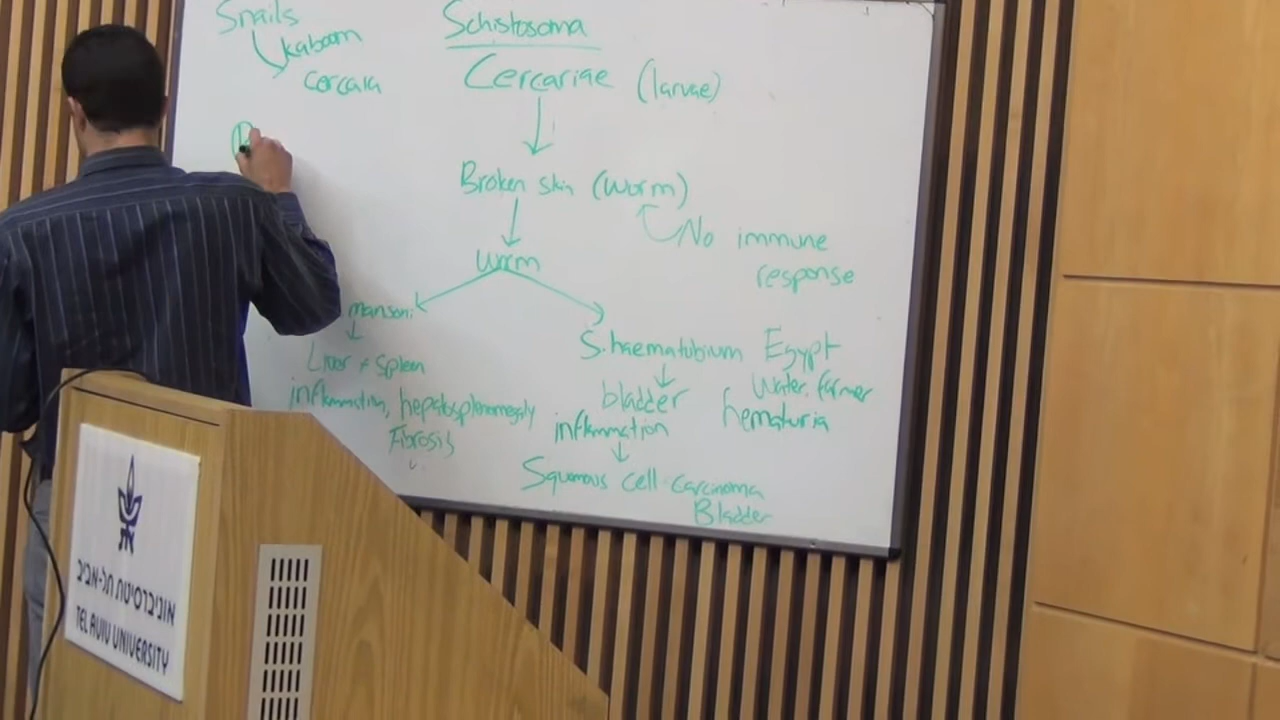 Snails
kaboom
cercaria
Schistosoma
Cercariae (larvae)
Broken skin (worm)
No immune
response
worm
mansoni
Liver + spleen
inflammation, hepatosplenomegaly
Fibrosis
S.haematobium
bladder
inflammation
Squamous cell-carcinoma
Bladder
Egypt
Water, farmer
hematuria
אוניברסיטת תל-אביב
TEL AVIV UNIVERSITY